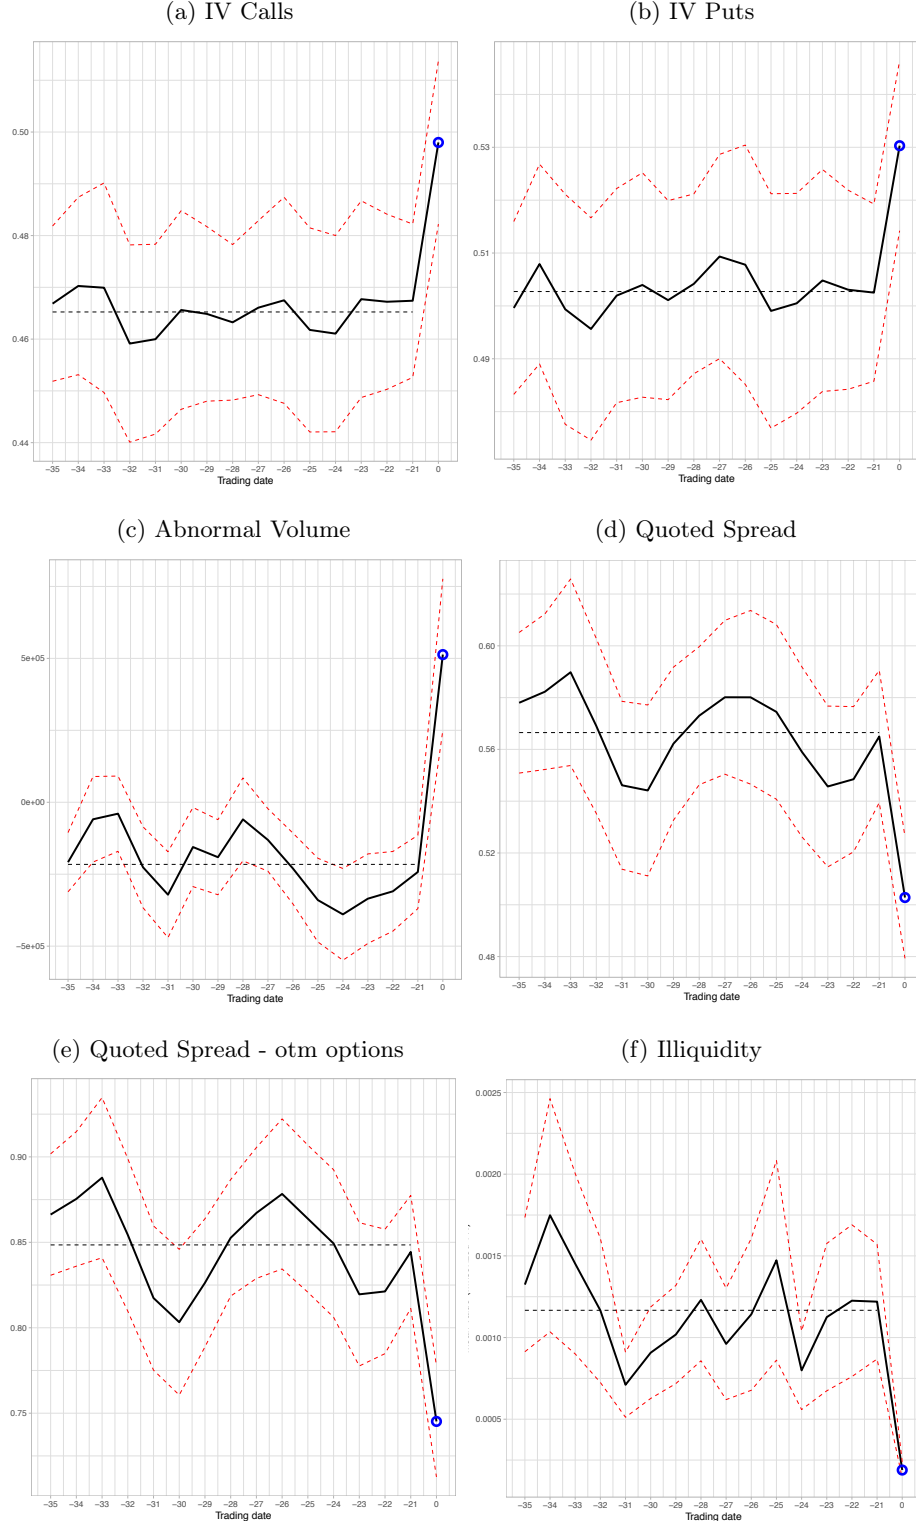 (a) IV Calls
0.50
0.48
0.46
0.44
−35 −34 −33 −32 −31 −30 −29 −28 −27 −26 −25 −24 −23 −22 −21 0
Trading date
(b) IV Puts
0.53
0.51
0.49
−35 −34 −33 −32 −31 −30 −29 −28 −27 −26 −25 −24 −23 −22 −21 0
Trading date
(c) Abnormal Volume
5e+05
0e+00
−5e+05
−35 −34 −33 −32 −31 −30 −29 −28 −27 −26 −25 −24 −23 −22 −21 0
Trading date
(d) Quoted Spread
0.60
0.56
0.52
0.48
−35 −34 −33 −32 −31 −30 −29 −28 −27 −26 −25 −24 −23 −22 −21 0
Trading date
(e) Quoted Spread - otm options
0.90
0.85
0.80
0.75
−35 −34 −33 −32 −31 −30 −29 −28 −27 −26 −25 −24 −23 −22 −21 0
Trading date
(f) Illiquidity
0.0025
0.0020
0.0015
0.0010
0.0005
−35 −34 −33 −32 −31 −30 −29 −28 −27 −26 −25 −24 −23 −22 −21 0
Trading date